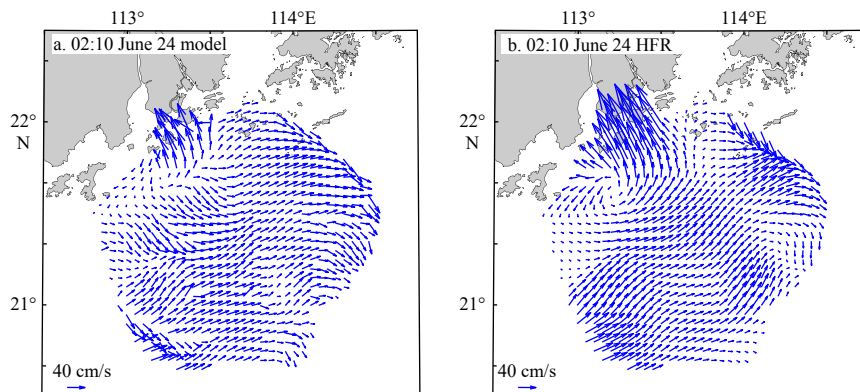 113° 114°E
a. 02:10 June 24 model
22°
N
21°
40 cm/s
113° 114°E
b. 02:10 June 24 HFR
22°
N
21°
40 cm/s